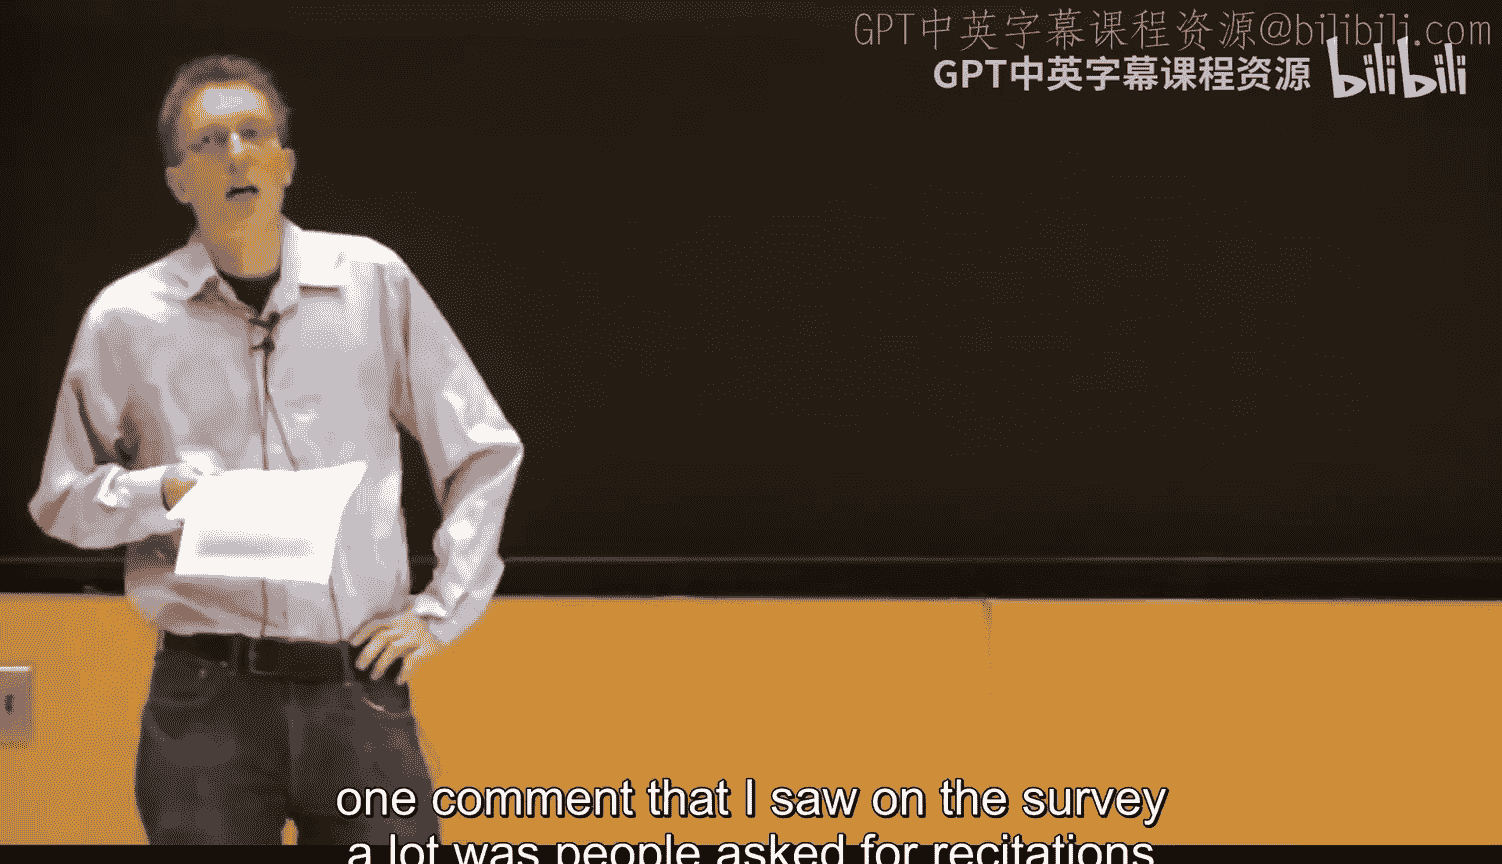 GPT中英字幕课程资源@bilibili.com
GPT中英字幕课程资源 bilibili
one comment that I saw on the survey
a lot was people asked for recitations